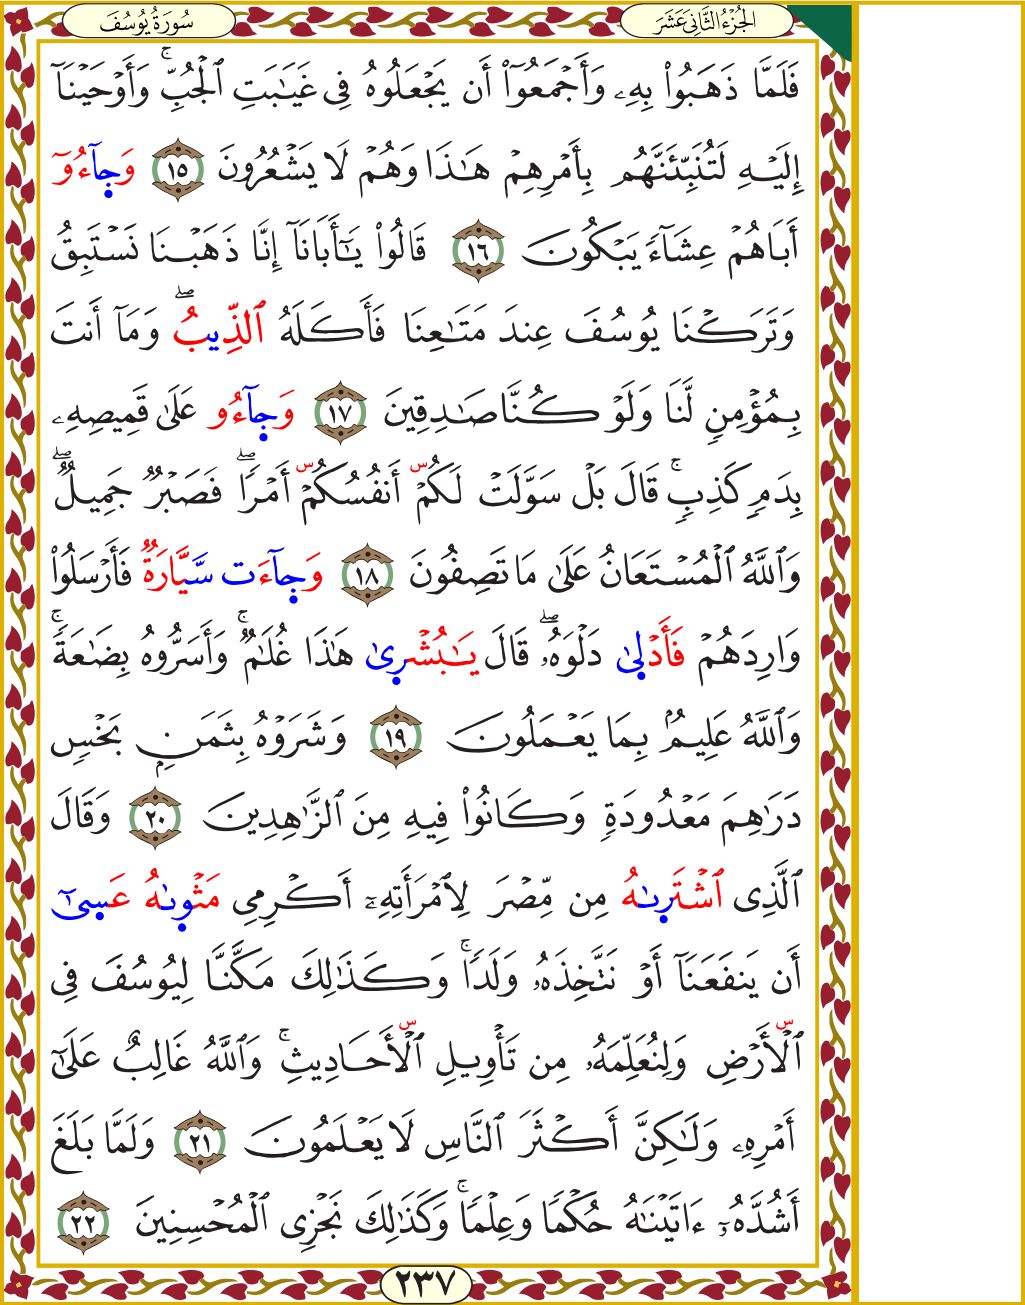 سُورَةُ يُوسُفَ
الجُزْءُ الثَّانِيَ عَشَرَ
فَلَمَّا ذَهَبُوا۟ بِهِۦ وَأَجْمَعُوٓا۟ أَن يَجْعَلُوهُ فِى غَيَـٰبَتِ ٱلْجُبِّ ۚ وَأَوْحَيْنَآ
إِلَيْهِ لَتُنَبِّئَنَّهُم بِأَمْرِهِمْ هَـٰذَا وَهُمْ لَا يَشْعُرُونَ ١٥ وَجِآءُوٓ
أَبَاهُمْ عِشَآءً يَبْكُونَ ١٦ قَالُوا۟ يَـٰٓأَبَانَآ إِنَّا ذَهَبْنَا نَسْتَبِقُ
وَتَرَكْنَا يُوسُفَ عِندَ مَتَـٰعِنَا فَأَكَلَهُ ٱلذِّيبُ ۖ وَمَآ أَنتَ
بِمُؤْمِنٍ لَّنَا وَلَوْ كُنَّا صَـٰدِقِينَ ١٧ وَجِآءُو عَلَىٰ قَمِيصِهِۦ
بِدَمٍ كَذِبٍ ۚ قَالَ بَلْ سَوَّلَتْ لَكُمْ أَنفُسُكُمْ أَمْرًا ۖ فَصَبْرٌ جَمِيلٌ ۖ
وَٱللَّهُ ٱلْمُسْتَعَانُ عَلَىٰ مَا تَصِفُونَ ١٨ وَجِآءَت سَّيَّارَةٌ فَأَرْسَلُوا۟
وَارِدَهُمْ فَأَدْلِىٰ دَلْوَهُۥ ۖ قَالَ يَـٰبُشْرِىٰ هَـٰذَا غُلَـٰمٌ ۚ وَأَسَرُّوهُ بِضَـٰعَةً ۚ
وَٱللَّهُ عَلِيمٌۢ بِمَا يَعْمَلُونَ ١٩ وَشَرَوْهُ بِثَمَنٍۭ بَخْسٍ
دَرَٰهِمَ مَعْدُودَةٍ وَكَانُوا۟ فِيهِ مِنَ ٱلزَّٰهِدِينَ ٢٠ وَقَالَ
ٱلَّذِى ٱشْتَرِىٰهُ مِن مِّصْرَ لِٱمْرَأَتِهِۦٓ أَكْرِمِى مَثْوِىٰهُ عَسِىٰٓ
أَن يَنفَعَنَآ أَوْ نَتَّخِذَهُۥ وَلَدًا ۚ وَكَذَٰلِكَ مَكَّنَّا لِيُوسُفَ فِى
ٱلْأَرْضِ وَلِنُعَلِّمَهُۥ مِن تَأْوِيلِ ٱلْأَحَادِيثِ ۚ وَٱللَّهُ غَالِبٌ عَلَىٰٓ
أَمْرِهِۦ وَلَـٰكِنَّ أَكْثَرَ ٱلنَّاسِ لَا يَعْلَمُونَ ٢١ وَلَمَّا بَلَغَ
أَشُدَّهُۥٓ ءَاتَيْنَـٰهُ حُكْمًا وَعِلْمًا ۚ وَكَذَٰلِكَ نَجْزِى ٱلْمُحْسِنِينَ ٢٢
٢٣٧